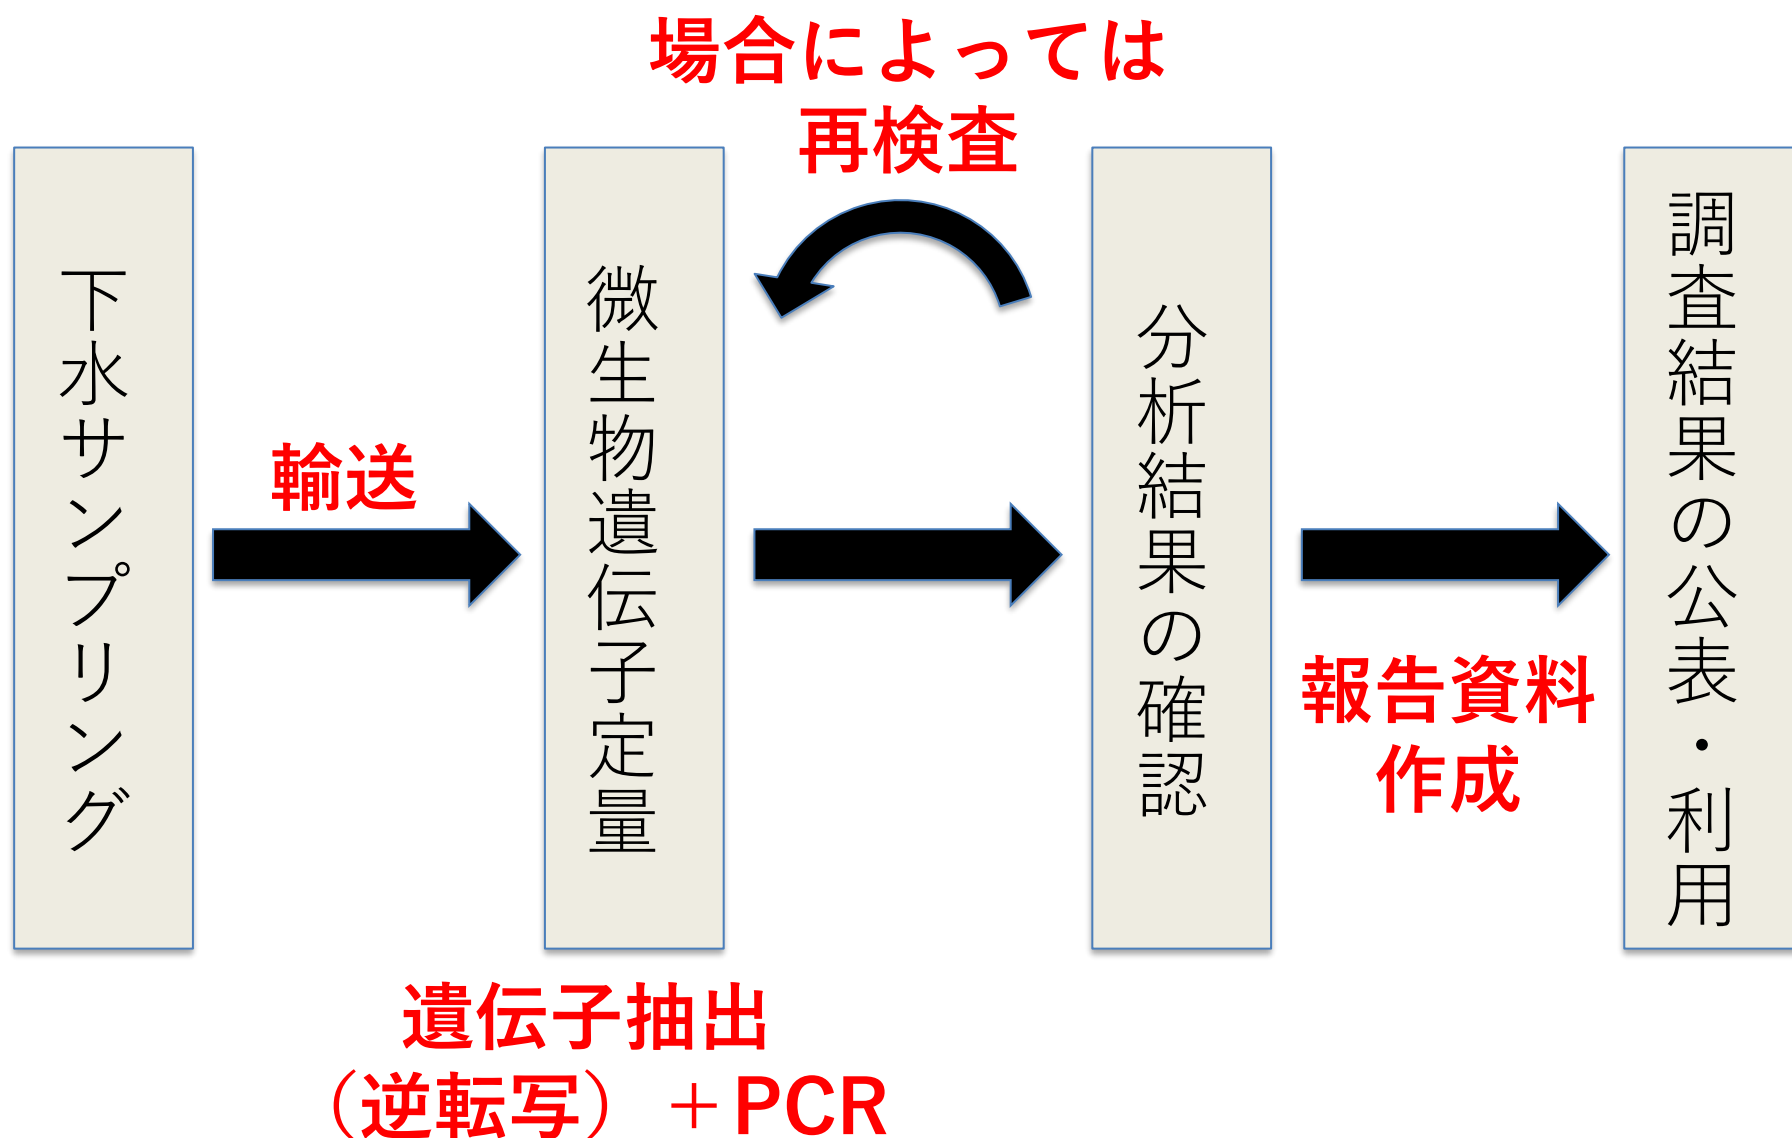 場合によっては
再検査
下水サンプリング
輸送
微生物遺伝子定量
分析結果の確認
報告資料
作成
調査結果の公表・利用
遺伝子抽出
（逆転写）＋PCR